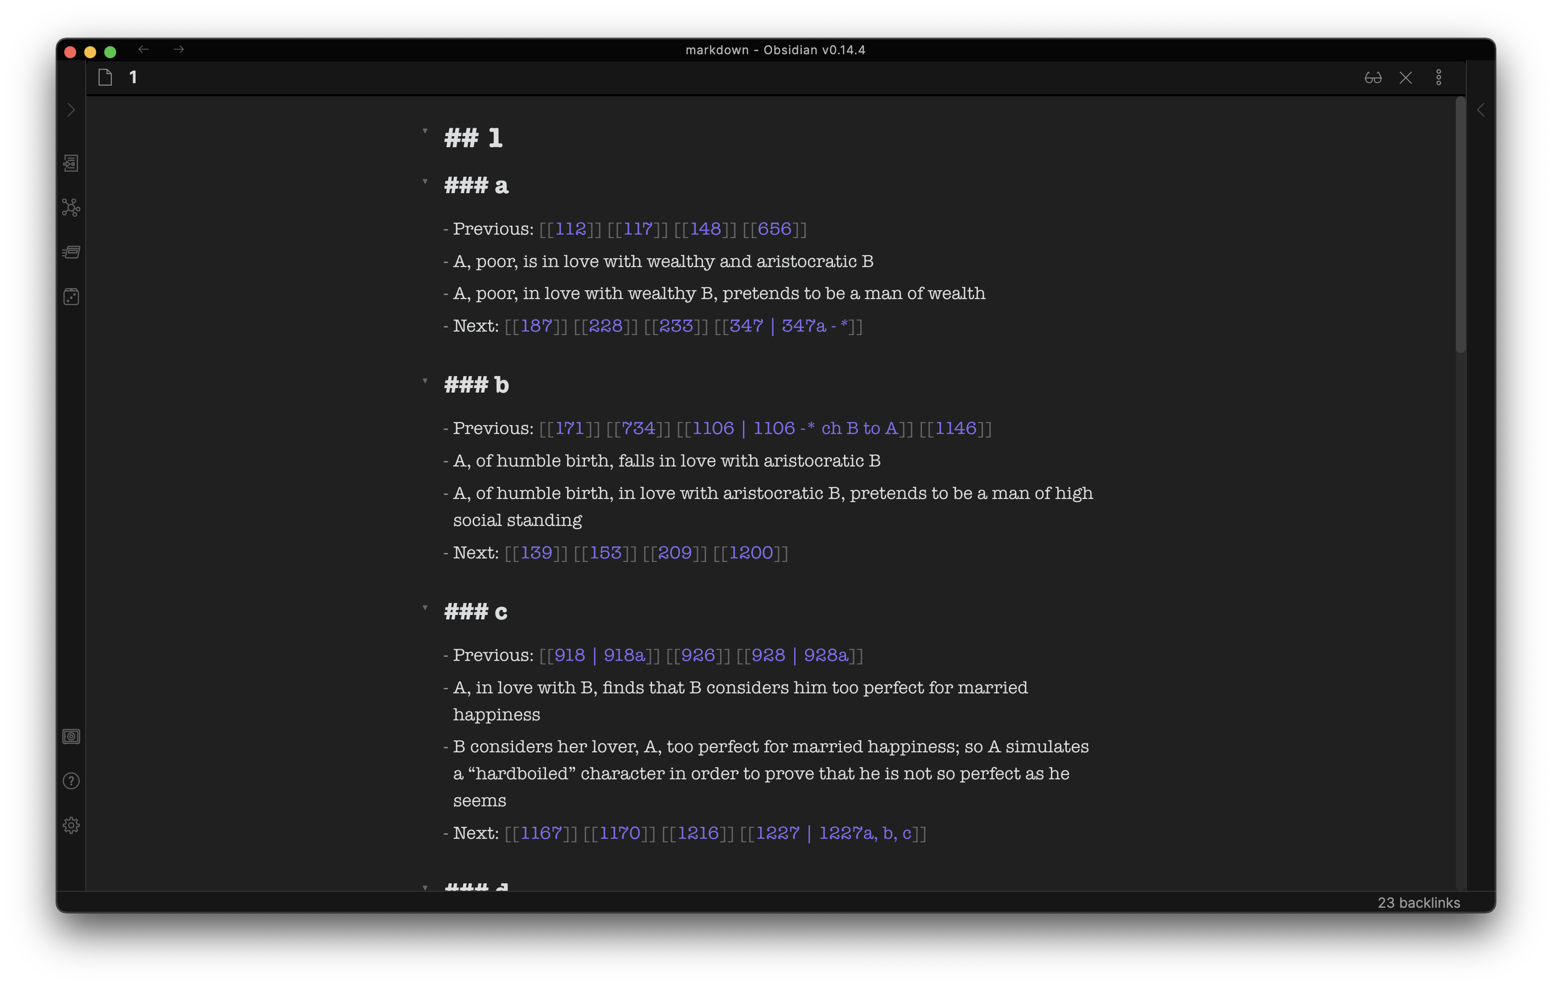 markdown - Obsidian v0.14.4
1
## 1
### a
- Previous: [[112]] [[117]] [[148]] [[656]]
- A, poor, is in love with wealthy and aristocratic B
- A, poor, in love with wealthy B, pretends to be a man of wealth
- Next: [[187]] [[228]] [[233]] [[347 | 347a - *]]
### b
- Previous: [[171]] [[734]] [[1106 | 1106 -* ch B to A]] [[1146]]
- A, of humble birth, falls in love with aristocratic B
- A, of humble birth, in love with aristocratic B, pretends to be a man of high
social standing
- Next: [[139]] [[153]] [[209]] [[1200]]
### c
- Previous: [[918 | 918a]] [[926]] [[928 | 928a]]
- A, in love with B, finds that B considers him too perfect for married
happiness
- B considers her lover, A, too perfect for married happiness; so A simulates
a “hardboiled” character in order to prove that he is not so perfect as he
seems
- Next: [[1167]] [[1170]] [[1216]] [[1227 | 1227a, b, c]]
### d
23 backlinks